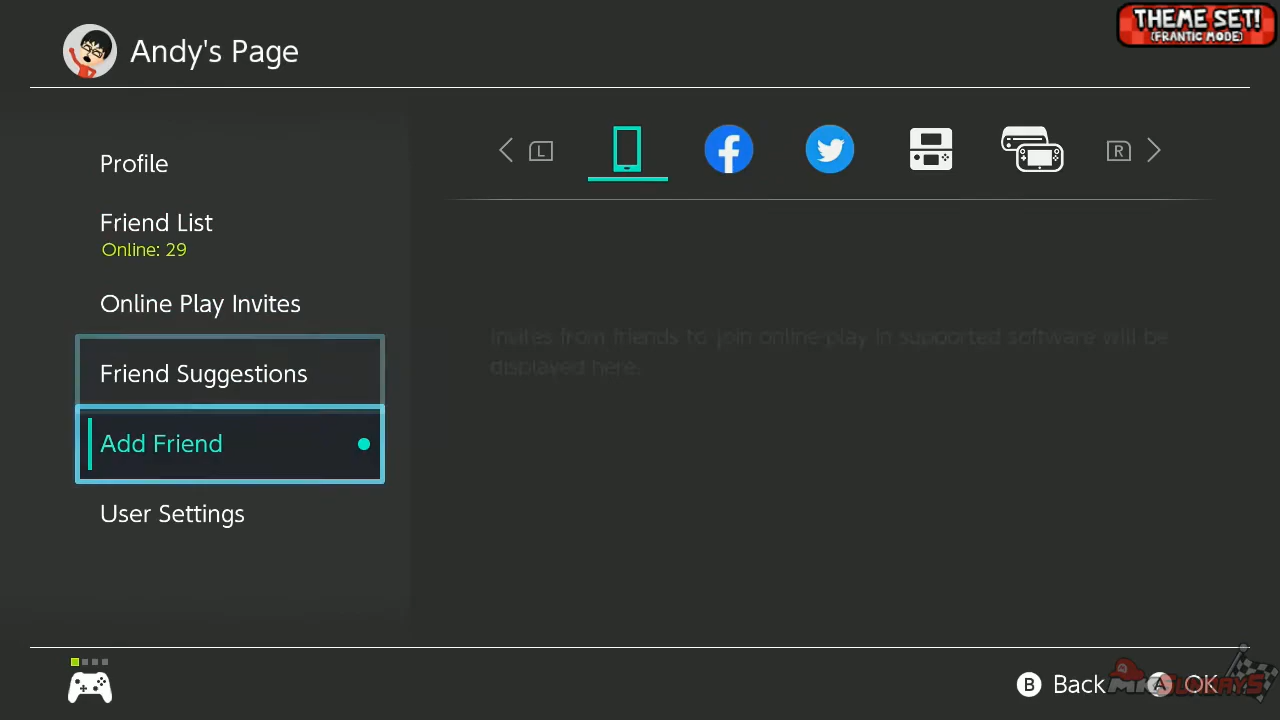 Andy's Page
THEME SET!
(FRANTIC MODE)
Profile
Friend List
Online: 29
Online Play Invites
Friend Suggestions
Add Friend
User Settings
L
R
Invites from friends to join online play in supported software will be
displayed here.
B Back
A OK